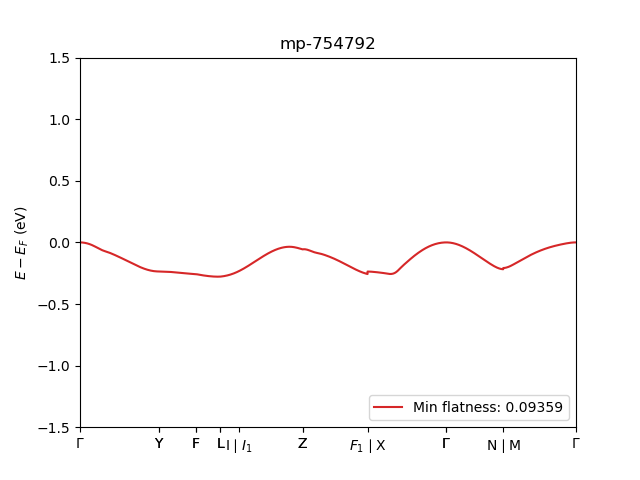 mp-754792
1.5
1.0
0.5
0.0
−0.5
−1.0
−1.5
E − E_F (eV)
Min flatness: 0.09359
Γ Y F L I | I₁ Z F₁ | X Γ N | M Γ